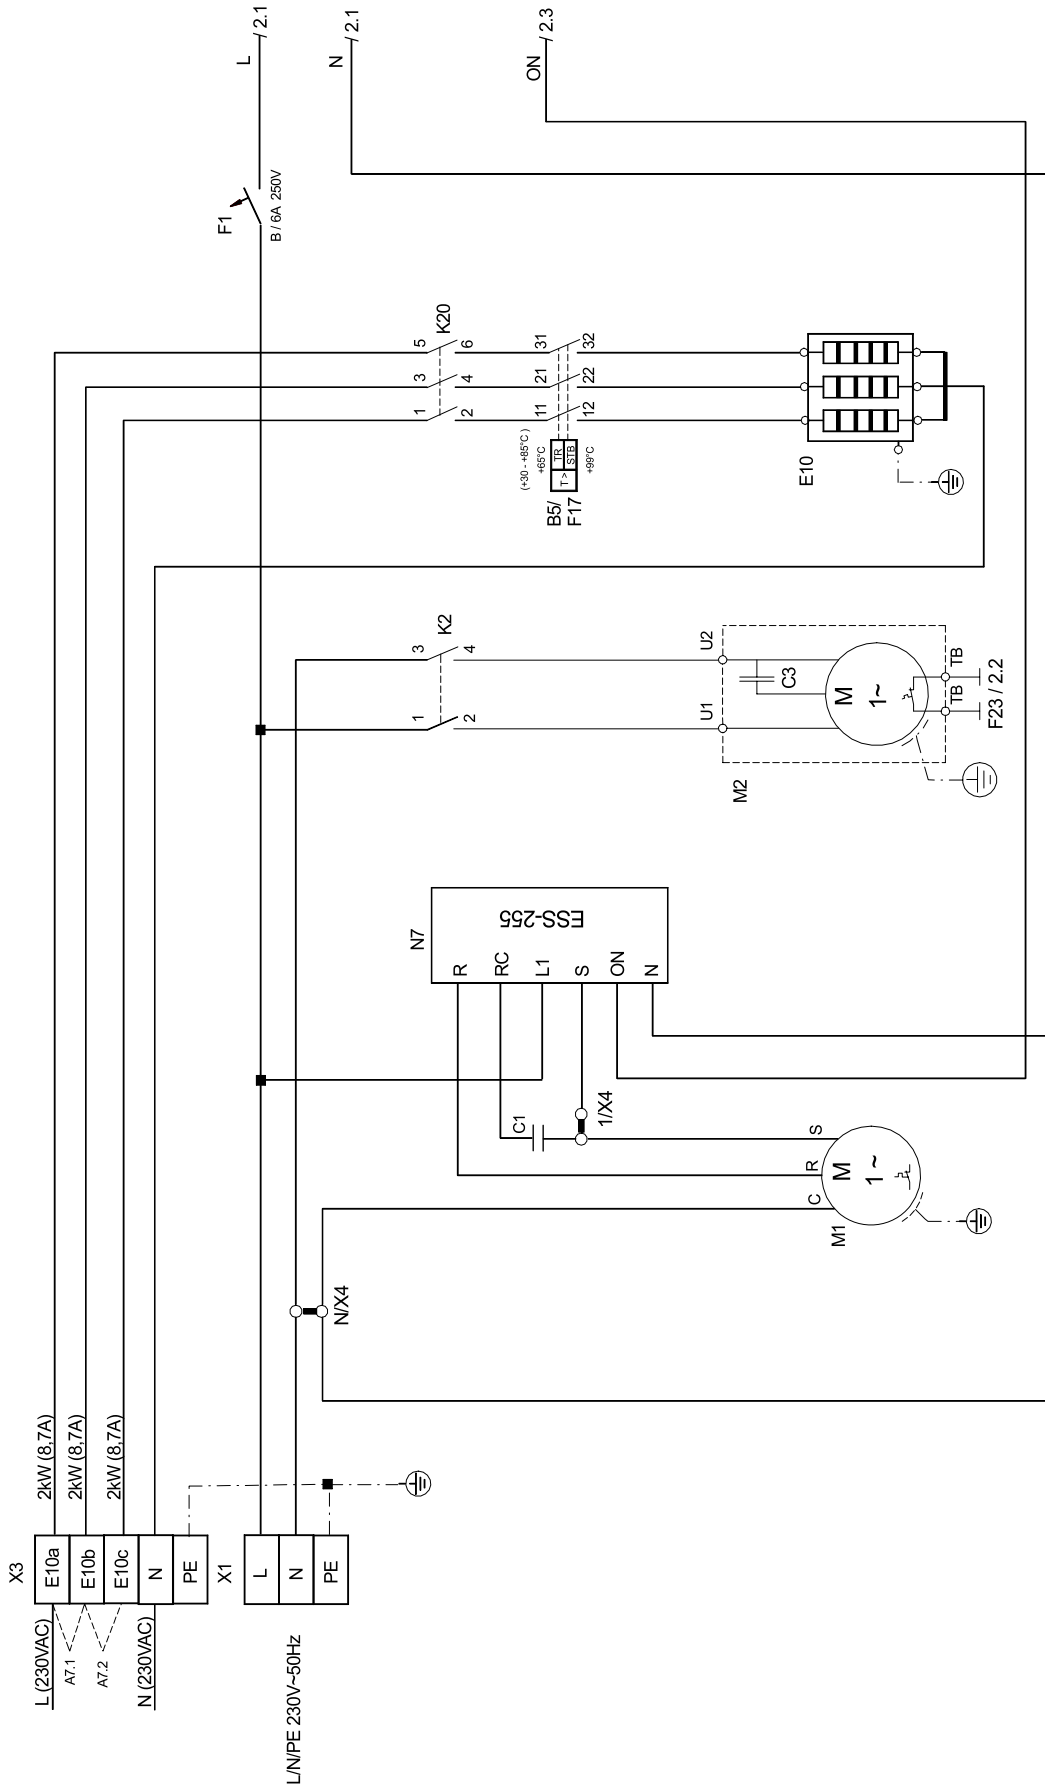 X3
E10a
E10b
E10c
N
PE
L (230VAC)
A7.1
A7.2
N (230VAC)
2kW (8,7A)
2kW (8,7A)
2kW (8,7A)
X1
L
N
PE
L/N/PE 230V~50Hz
N/X4
N7
ESS-255
R
RC
L1
S
ON
N
C1
1/X4
C
R
S
M
1 ~
M1
K2
1
2
3
4
U1
U2
C3
M
1~
M2
TB
TB
F23 / 2.2
K20
1
2
3
4
5
6
(+30 - +85°C )
+65°C
TR
T >
STB
+99°C
B5/
F17
11
12
21
22
31
32
E10
F1
B / 6A 250V
L
/ 2.1
N
/ 2.1
ON
/ 2.3